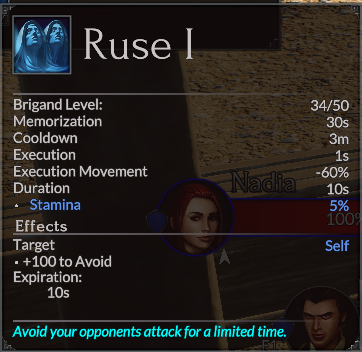 Ruse I
Brigand Level: 34/50
Memorization 30s
Cooldown 3m
Execution 1s
Execution Movement -60%
Duration 10s
· Stamina 5%
Nadia
100%
Effects
Target Self
· +100 to Avoid
Expiration:
10s
Avoid your opponents attack for a limited time.